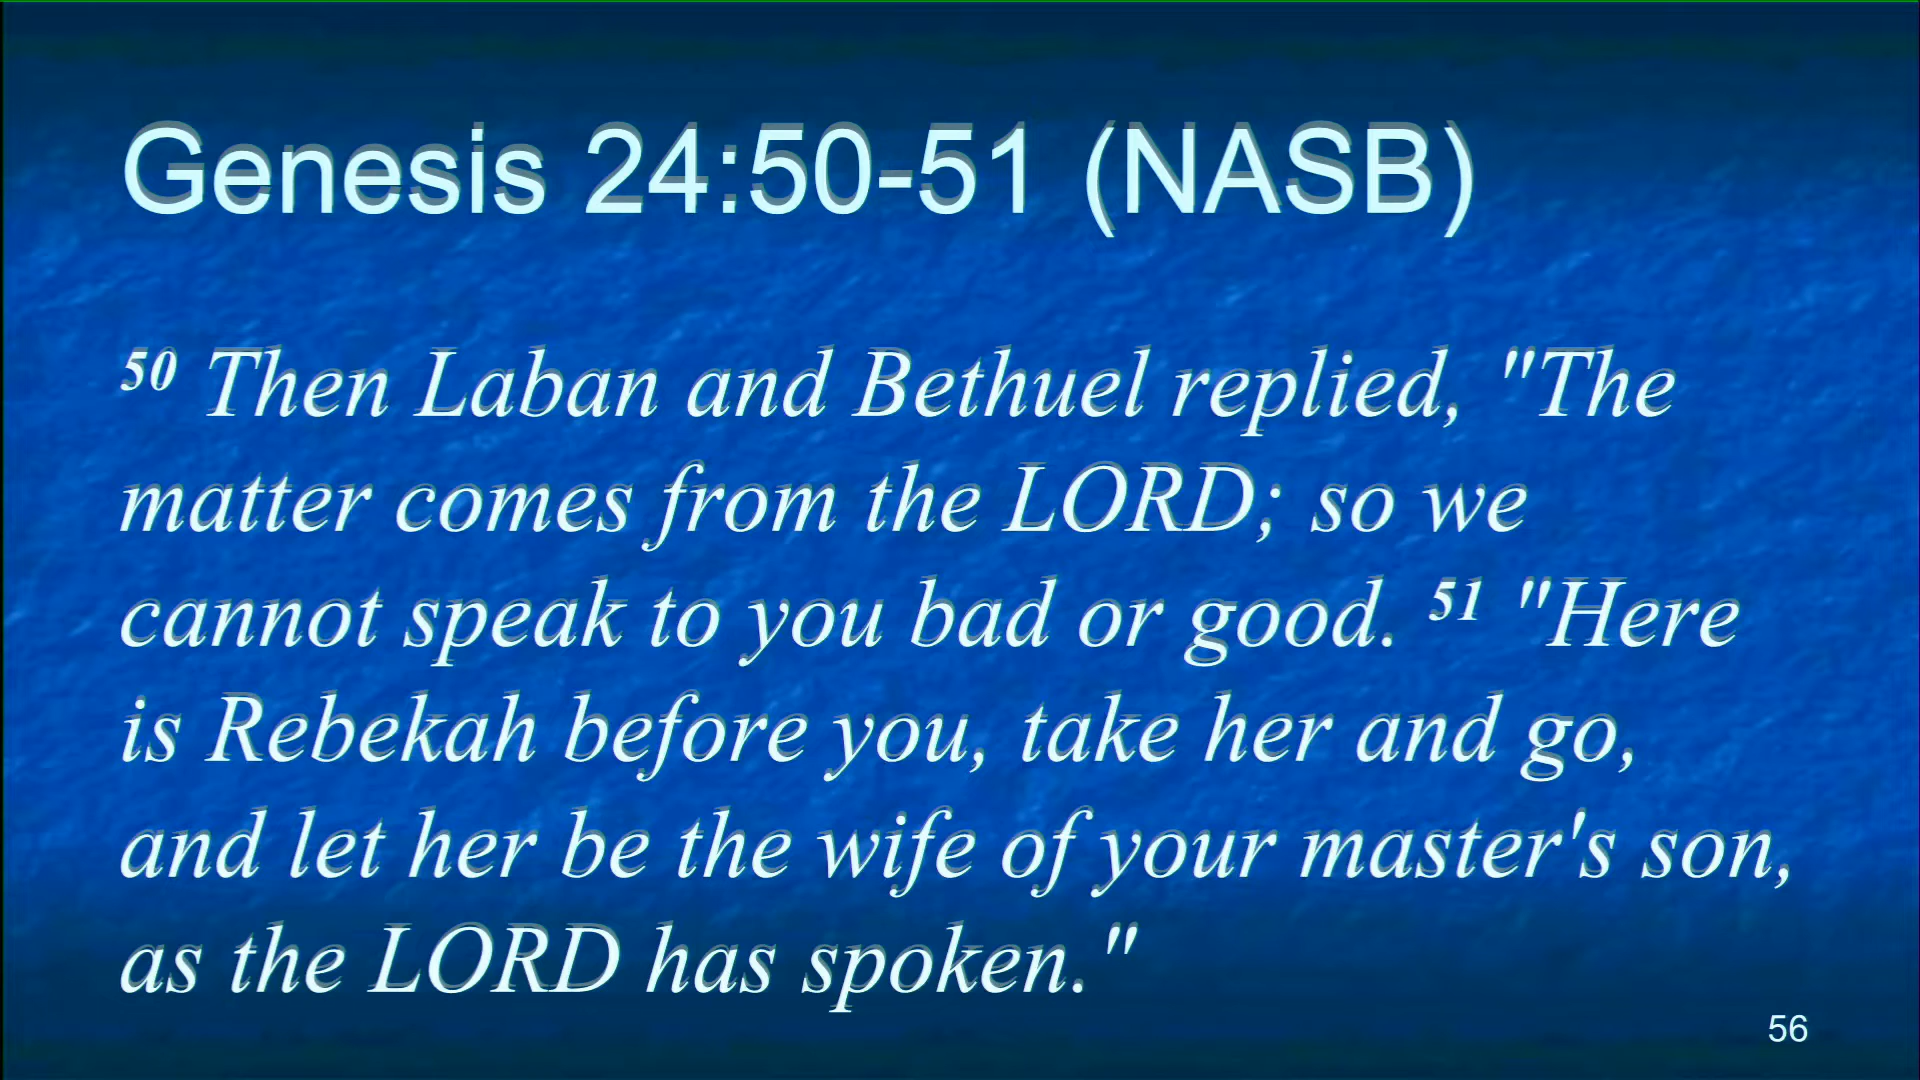 Genesis 24:50-51 (NASB)
50 Then Laban and Bethuel replied, "The
matter comes from the LORD; so we
cannot speak to you bad or good. 51 "Here
is Rebekah before you, take her and go,
and let her be the wife of your master's son,
as the LORD has spoken."
56